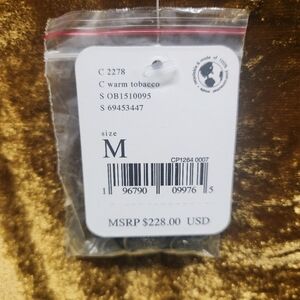 C 2278
C warm tobacco
S OB1510095
S 69453447
size
M
CP1264 0007
1 96790 09976 5
MSRP $228.00 USD